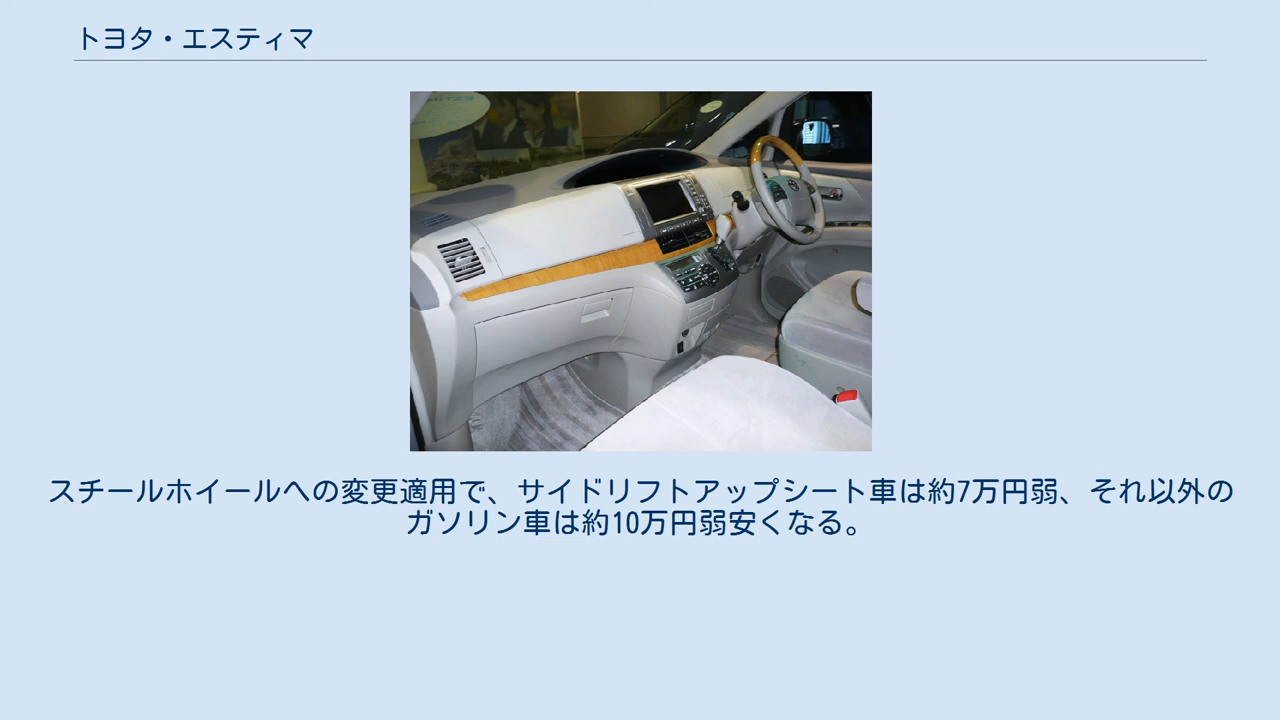 トヨタ・エスティマ
スチールホイールへの変更適用で、サイドリフトアップシート車は約7万円弱、それ以外の
ガソリン車は約10万円弱安くなる。